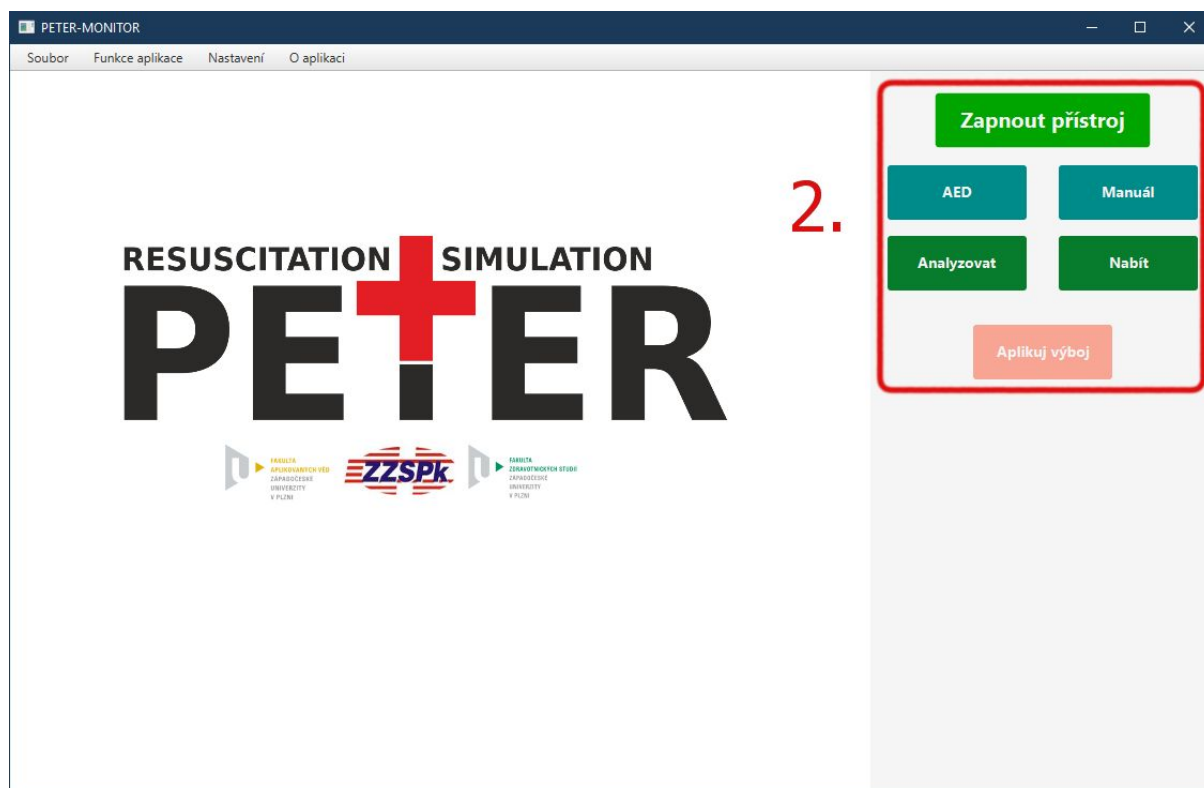 PETER-MONITOR
Soubor Funkce aplikace Nastavení O aplikaci
Zapnout přístroj
AED Manuál
2.
Analyzovat Nabít
Aplikuj výboj
RESUSCITATION SIMULATION
PETER
FAKULTA
APLIKOVANÝCH VĚD
ZÁPADOČESKÉ
UNIVERZITY
V PLZNI
ZZSPk
FAKULTA
ZDRAVOTNICKÝCH STUDIÍ
ZÁPADOČESKÉ
UNIVERZITY
V PLZNI